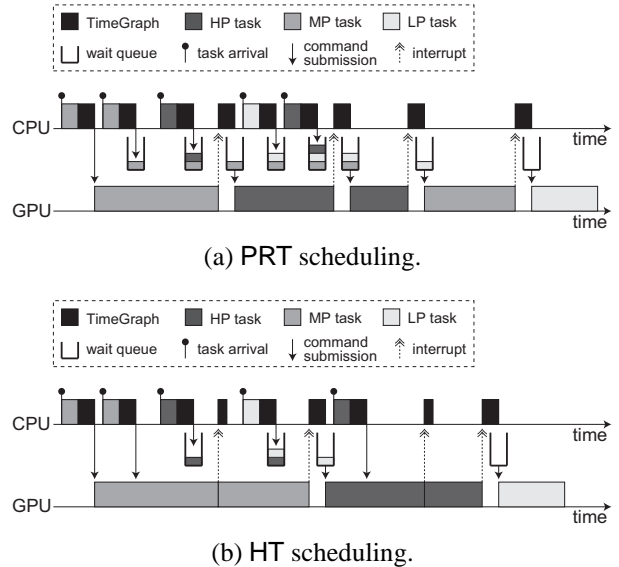 TimeGraph HP task MP task LP task
wait queue task arrival command submission interrupt
CPU
time
GPU
time
(a) PRT scheduling.
TimeGraph HP task MP task LP task
wait queue task arrival command submission interrupt
CPU
time
GPU
time
(b) HT scheduling.